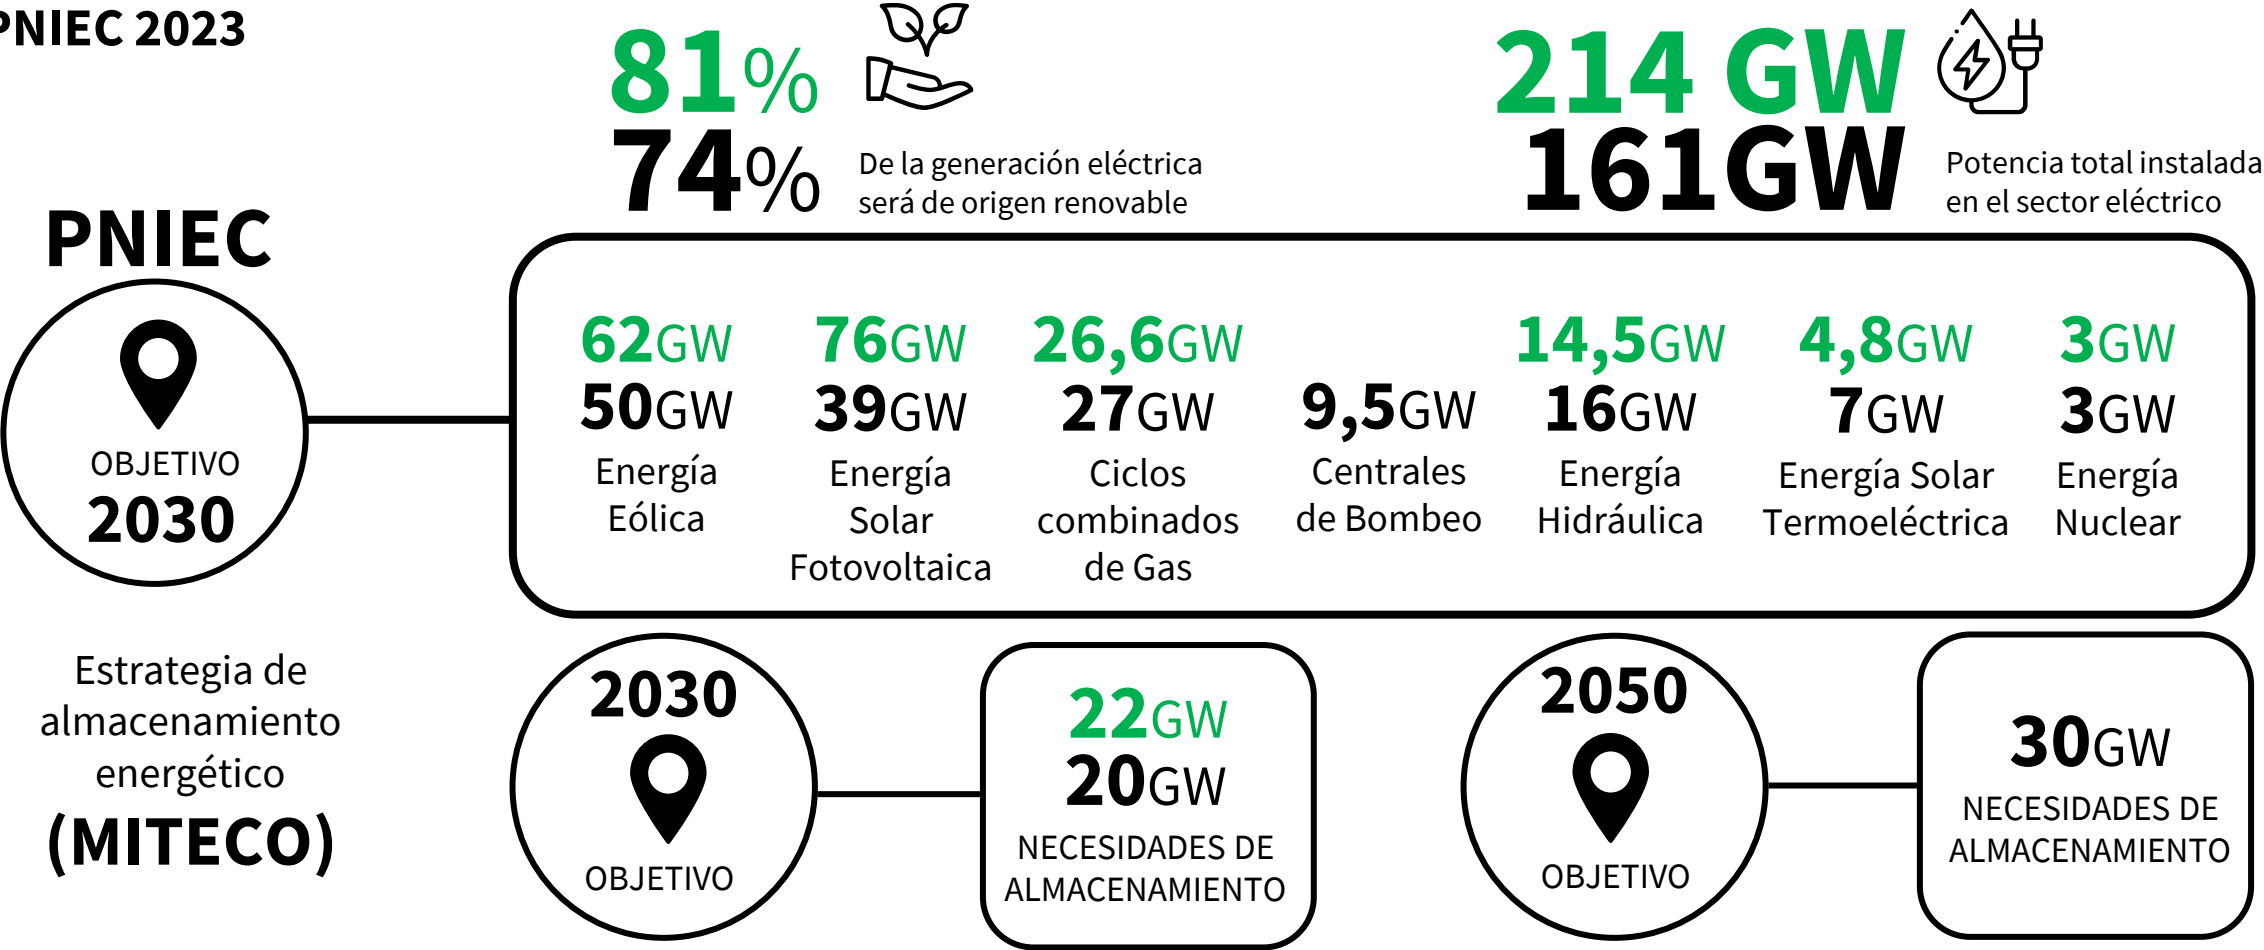 PNIEC 2023
81%
74%
De la generación eléctrica
será de origen renovable
214 GW
161GW
Potencia total instalada
en el sector eléctrico
PNIEC
OBJETIVO
2030
62GW
50GW
Energía
Eólica
76GW
39GW
Energía
Solar
Fotovoltaica
26,6GW
27GW
Ciclos
combinados
de Gas
9,5GW
Centrales
de Bombeo
14,5GW
16GW
Energía
Hidráulica
4,8GW
7GW
Energía Solar
Termoeléctrica
3GW
3GW
Energía
Nuclear
Estrategia de
almacenamiento
energético
(MITECO)
2030
OBJETIVO
22GW
20GW
NECESIDADES DE
ALMACENAMIENTO
2050
OBJETIVO
30GW
NECESIDADES DE
ALMACENAMIENTO